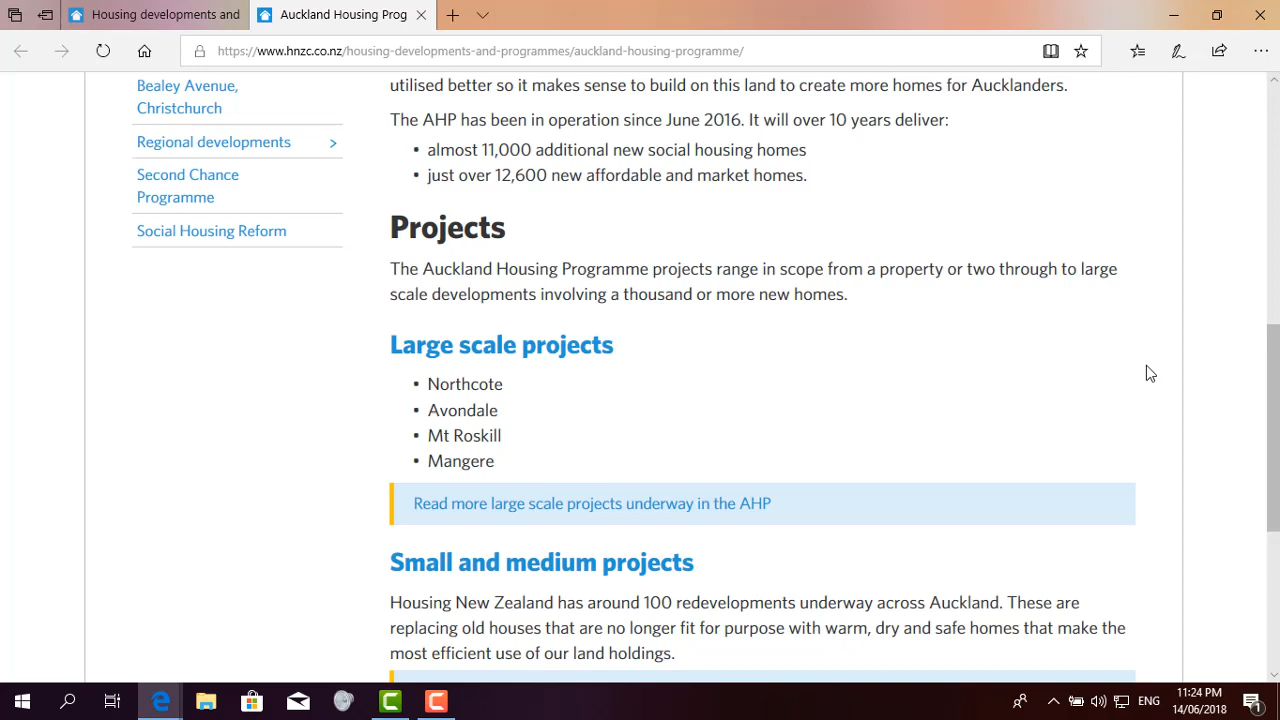 Housing developments and
Auckland Housing Prog
https://www.hnzc.co.nz/housing-developments-and-programmes/auckland-housing-programme/
Bealey Avenue,
Christchurch
Regional developments
Second Chance
Programme
Social Housing Reform
utilised better so it makes sense to build on this land to create more homes for Aucklanders.
The AHP has been in operation since June 2016. It will over 10 years deliver:
• almost 11,000 additional new social housing homes
• just over 12,600 new affordable and market homes.
Projects
The Auckland Housing Programme projects range in scope from a property or two through to large
scale developments involving a thousand or more new homes.
Large scale projects
• Northcote
• Avondale
• Mt Roskill
• Mangere
Read more large scale projects underway in the AHP
Small and medium projects
Housing New Zealand has around 100 redevelopments underway across Auckland. These are
replacing old houses that are no longer fit for purpose with warm, dry and safe homes that make the
most efficient use of our land holdings.
ENG
11:24 PM
14/06/2018
1